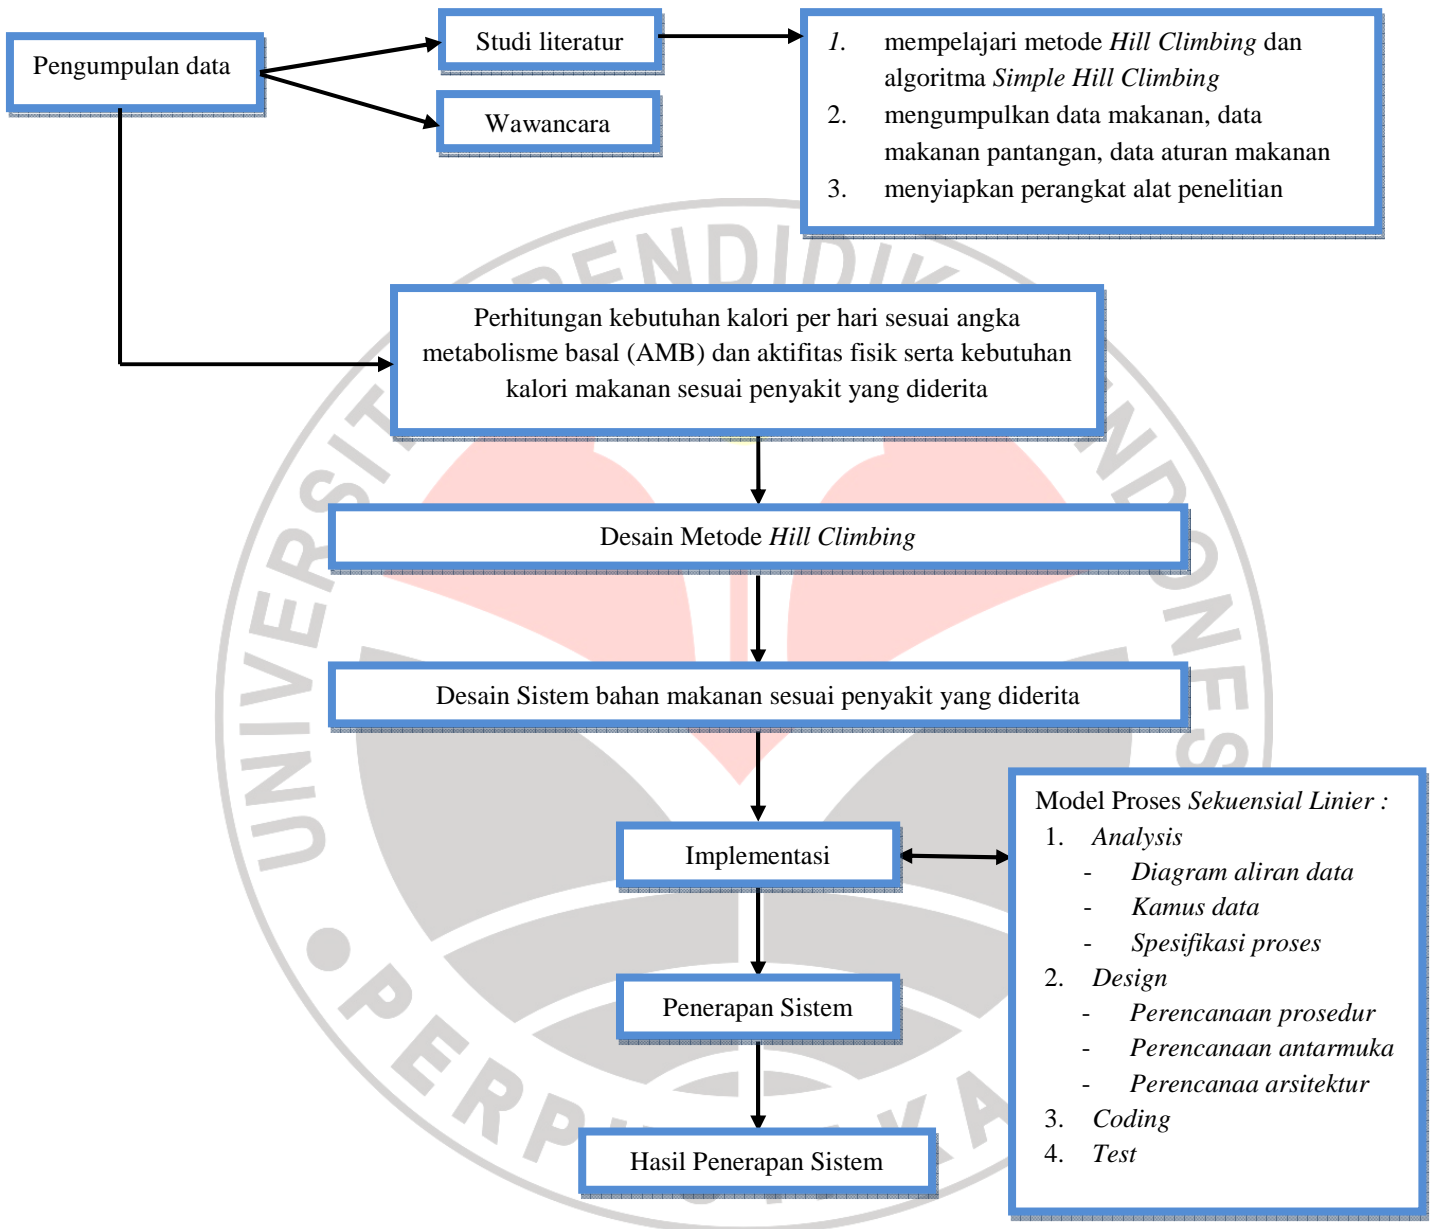 Pengumpulan data
Studi literatur
Wawancara
1. mempelajari metode Hill Climbing dan
algoritma Simple Hill Climbing
2. mengumpulkan data makanan, data
makanan pantangan, data aturan makanan
3. menyiapkan perangkat alat penelitian
Perhitungan kebutuhan kalori per hari sesuai angka
metabolisme basal (AMB) dan aktifitas fisik serta kebutuhan
kalori makanan sesuai penyakit yang diderita
Desain Metode Hill Climbing
Desain Sistem bahan makanan sesuai penyakit yang diderita
Implementasi
Model Proses Sekuensial Linier :
1. Analysis
- Diagram aliran data
- Kamus data
- Spesifikasi proses
2. Design
- Perencanaan prosedur
- Perencanaan antarmuka
- Perencanaa arsitektur
3. Coding
4. Test
Penerapan Sistem
Hasil Penerapan Sistem